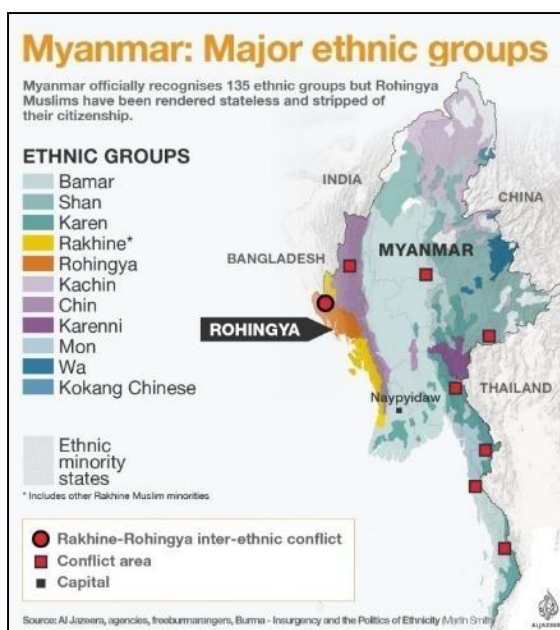 Myanmar: Major ethnic groups
Myanmar officially recognises 135 ethnic groups but Rohingya
Muslims have been rendered stateless and stripped of
their citizenship.
ETHNIC GROUPS
Bamar
Shan
Karen
Rakhine*
Rohingya
Kachin
Chin
Karenni
Mon
Wa
Kokang Chinese
INDIA
CHINA
BANGLADESH
MYANMAR
ROHINGYA
THAILAND
Naypyidaw
Ethnic
minority
states
* Includes other Rakhine Muslim minorities
Rakhine-Rohingya inter-ethnic conflict
Conflict area
Capital
Source: Al Jazeera, agencies, freeburmarangers, Burma - Insurgency and the Politics of Ethnicity (Martin Smith)
ALJAZEERA